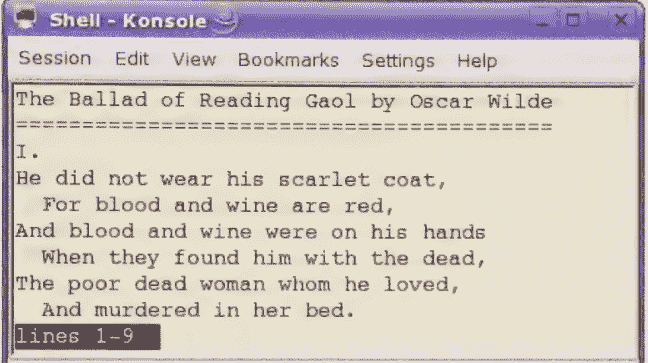 Shell - Konsole
Session Edit View Bookmarks Settings Help
The Ballad of Reading Gaol by Oscar Wilde
========================================
I.
He did not wear his scarlet coat,
  For blood and wine are red,
And blood and wine were on his hands
  When they found him with the dead,
The poor dead woman whom he loved,
  And murdered in her bed.
lines 1-9